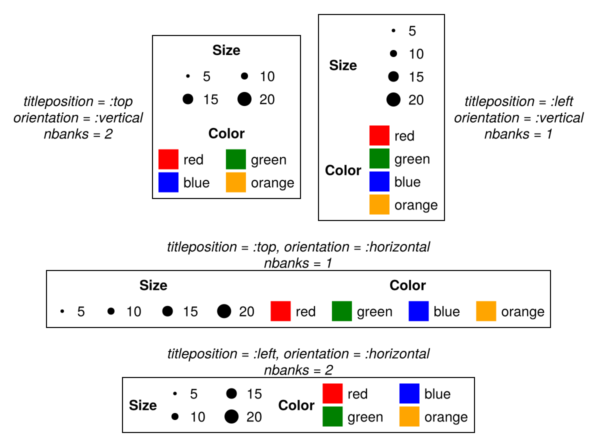 titleposition = :top
orientation = :vertical
nbanks = 2
Size
5 10
15 20
Color
red green
blue orange
Size
5
10
15
20
Color
red
green
blue
orange
titleposition = :left
orientation = :vertical
nbanks = 1
titleposition = :top, orientation = :horizontal
nbanks = 1
Size Color
5 10 15 20 red green blue orange
titleposition = :left, orientation = :horizontal
nbanks = 2
Size
5 15
10 20
Color
red blue
green orange